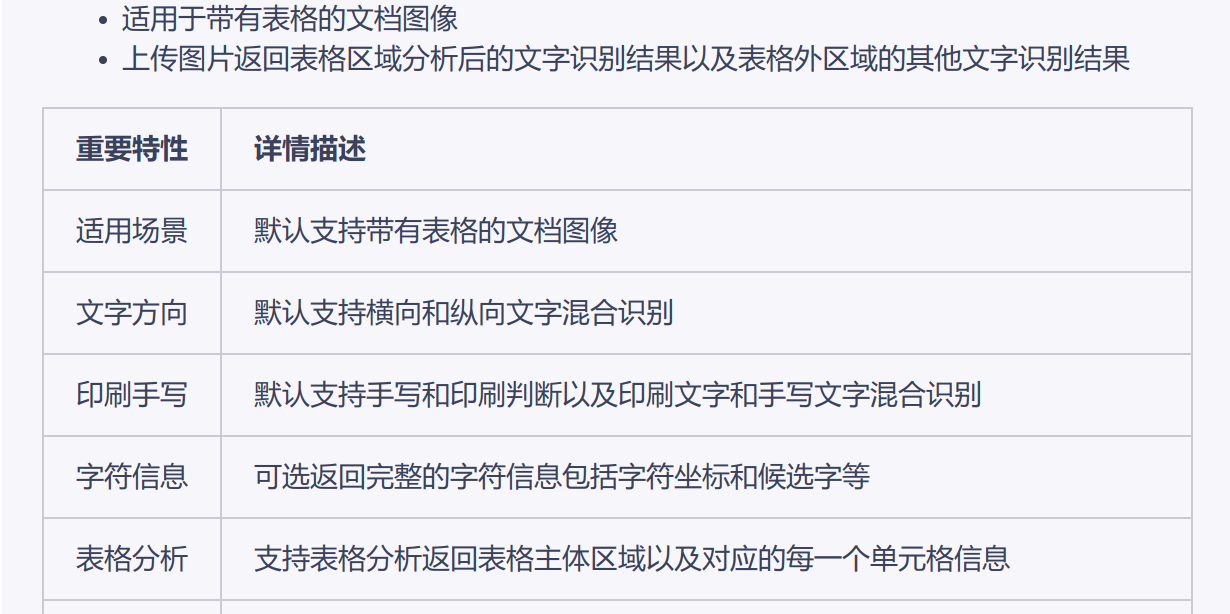 适用于带有表格的文档图像
上传图片返回表格区域分析后的文字识别结果以及表格外区域的其他文字识别结果
重要特性 详情描述
适用场景 默认支持带有表格的文档图像
文字方向 默认支持横向和纵向文字混合识别
印刷手写 默认支持手写和印刷判断以及印刷文字和手写文字混合识别
字符信息 可选返回完整的字符信息包括字符坐标和候选字等
表格分析 支持表格分析返回表格主体区域以及对应的每一个单元格信息